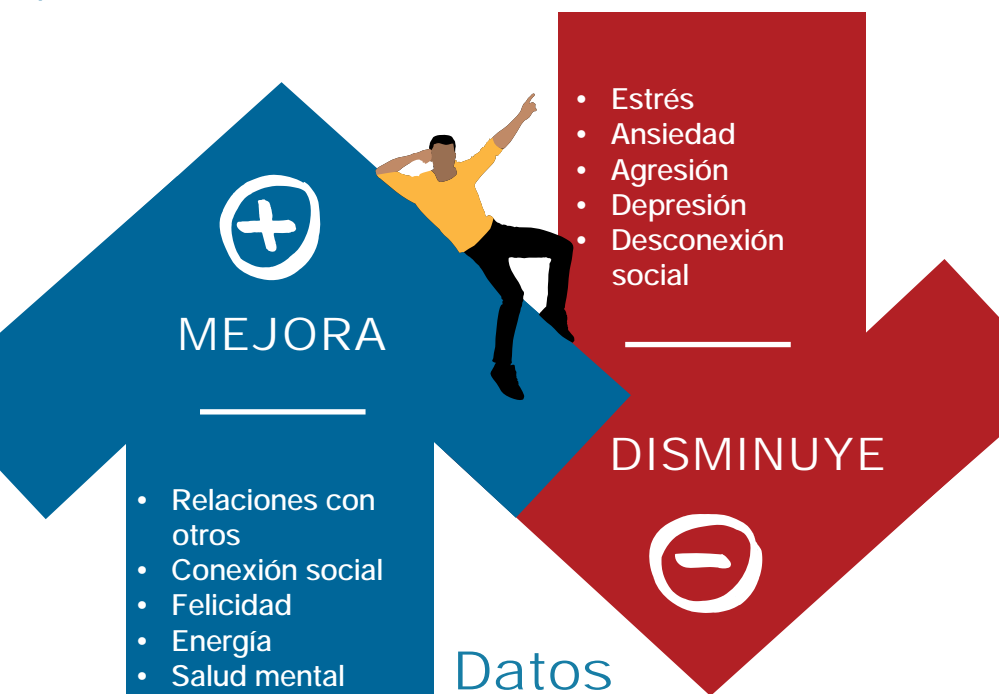 MEJORA
• Relaciones con
otros
• Conexión social
• Felicidad
• Energía
• Salud mental
• Estrés
• Ansiedad
• Agresión
• Depresión
• Desconexión
social
DISMINUYE
Datos